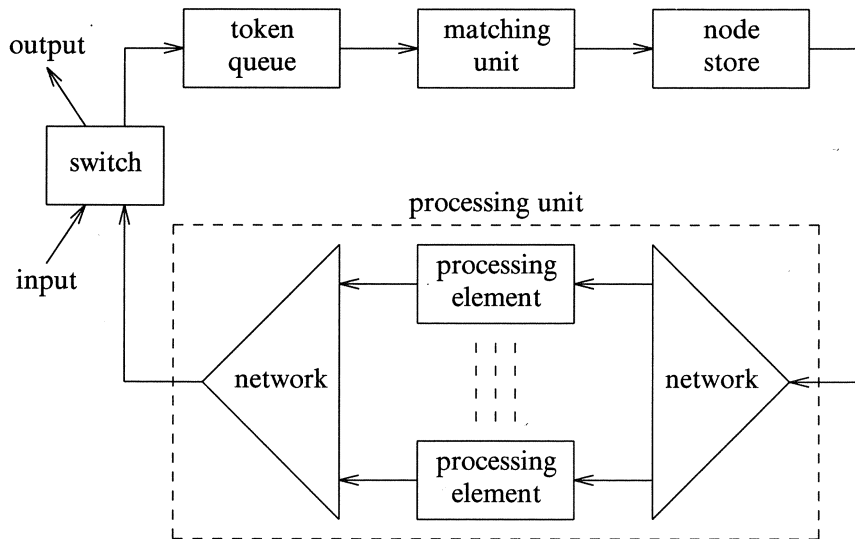 output
token
queue
matching
unit
node
store
switch
input
processing unit
network
processing
element
processing
element
network